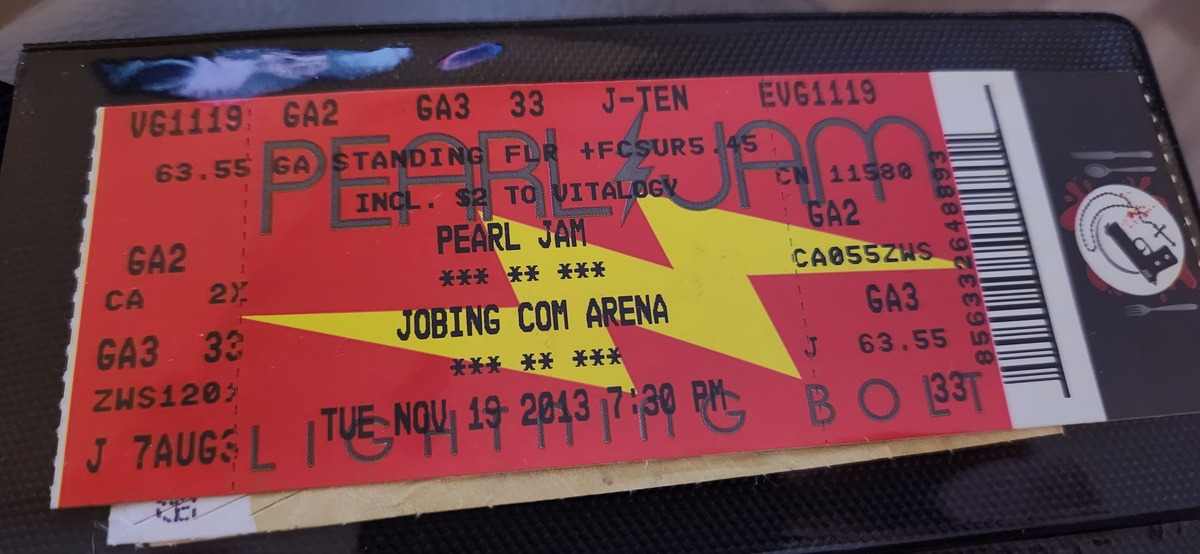 VG1119 GA2 GA3 33 J-TEN EVG1119
PEARL JAM
63.55 GA STANDING FLR +FCSUR5.45
CN 11580
INCL. $2 TO VITALOGY
GA2
GA2
PEARL JAM
CA055ZWS
*** ** ***
CA 2X
GA3
JOBING COM ARENA
GA3 33
J 63.55
*** ** ***
ZWS120
33
TUE NOV 19 2013 7:30 PM
J 7AUG3
LIGHTNING BOLT
856332648893